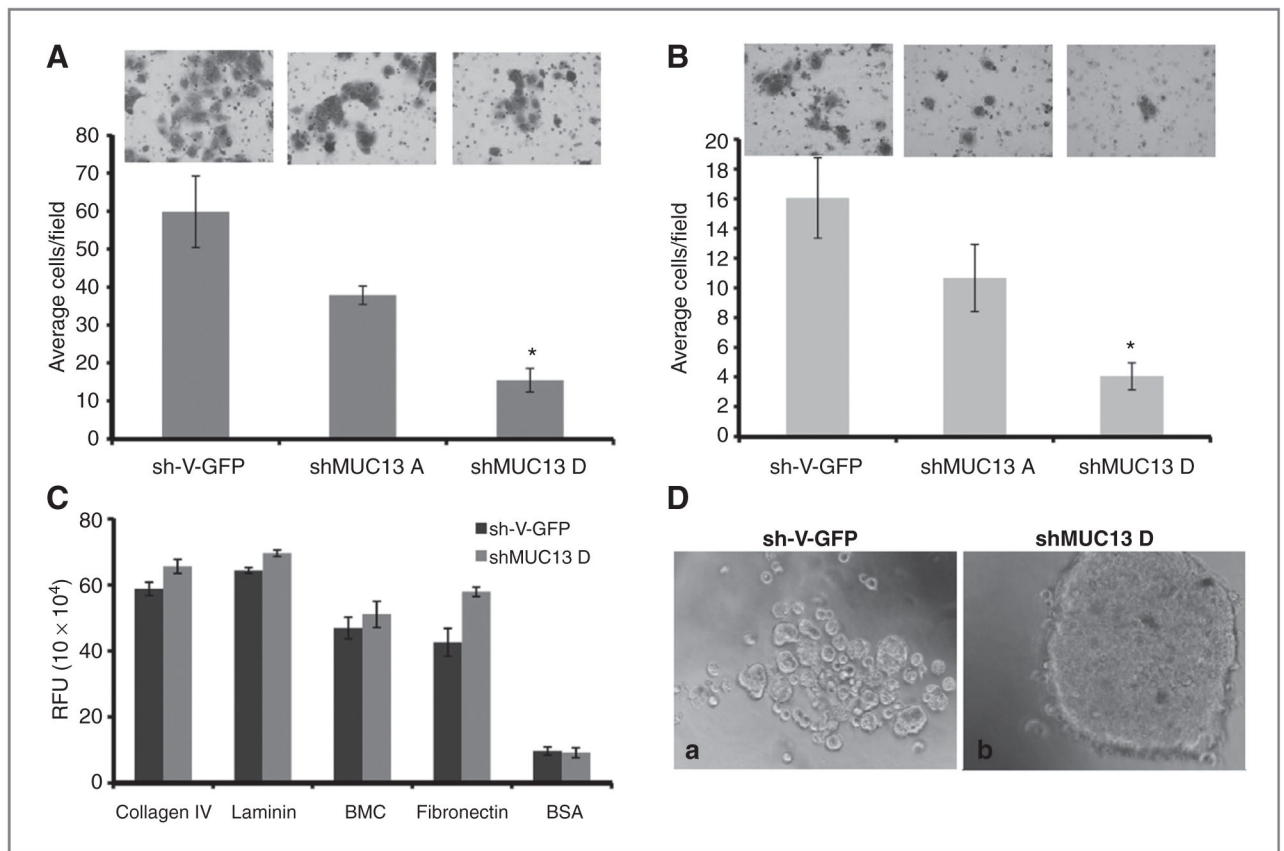 A
80
70
60
50
40
30
20
10
0
Average cells/field
*
sh-V-GFP shMUC13 A shMUC13 D
B
20
18
16
14
12
10
8
6
4
2
0
Average cells/field
*
sh-V-GFP shMUC13 A shMUC13 D
C
80
60
40
20
0
RFU (10 × 10⁴)
sh-V-GFP
shMUC13 D
Collagen IV Laminin BMC Fibronectin BSA
D
sh-V-GFP shMUC13 D
a b